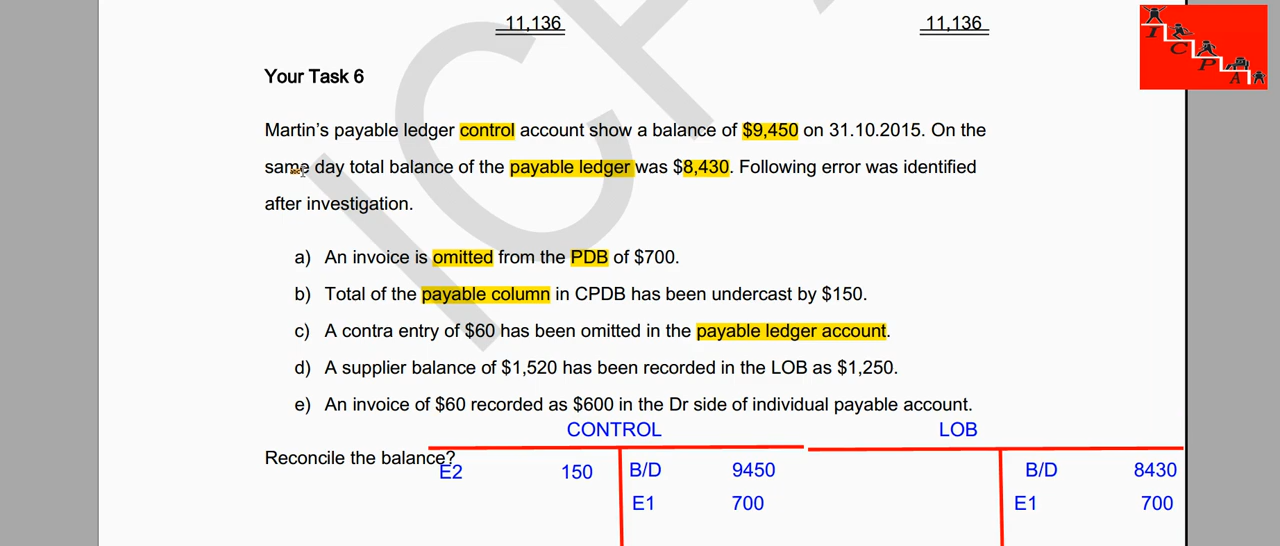 11,136 11,136
I C P A
Your Task 6
Martin's payable ledger control account show a balance of $9,450 on 31.10.2015. On the
same day total balance of the payable ledger was $8,430. Following error was identified
after investigation.
a) An invoice is omitted from the PDB of $700.
b) Total of the payable column in CPDB has been undercast by $150.
c) A contra entry of $60 has been omitted in the payable ledger account.
d) A supplier balance of $1,520 has been recorded in the LOB as $1,250.
e) An invoice of $60 recorded as $600 in the Dr side of individual payable account.
CONTROL LOB
Reconcile the balance?
E2 150 B/D 9450 B/D 8430
E1 700 E1 700